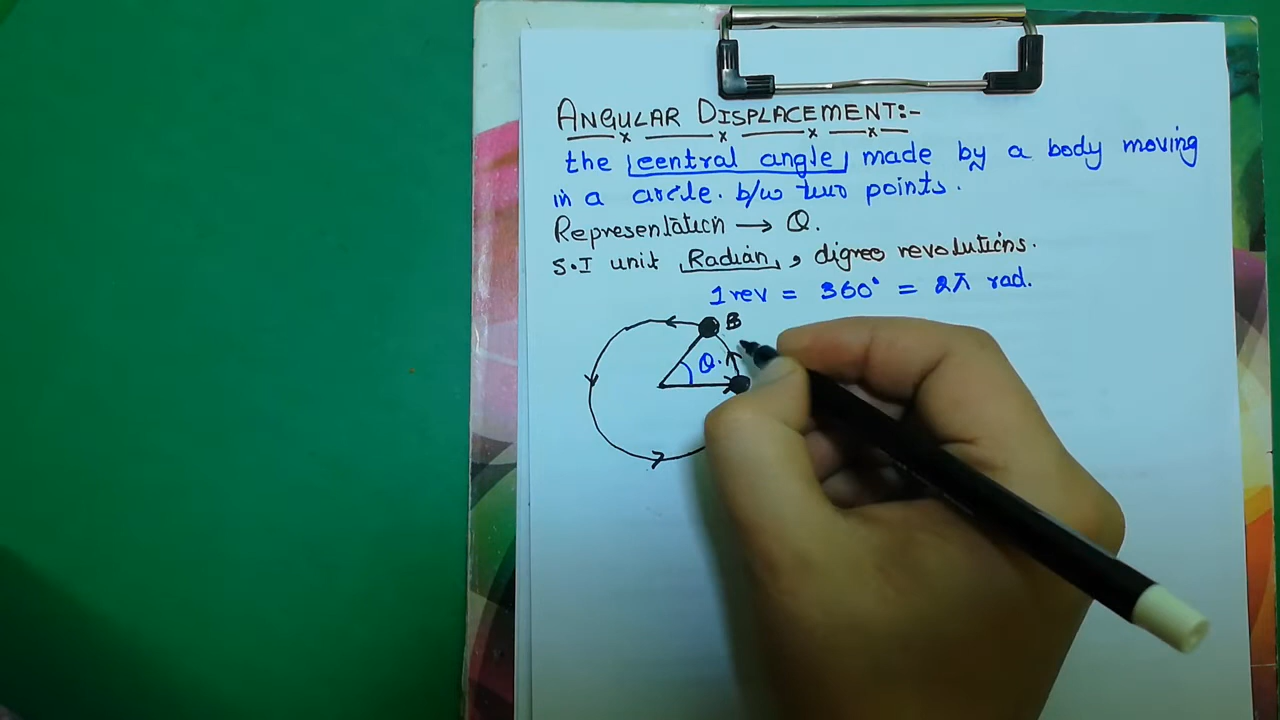 ANGULAR DISPLACEMENT:-
the central angle made by a body moving
in a circle. b/w two points.
Representation → θ.
S.I unit Radian, digree revolutions.
1 rev = 360° = 2π rad.
B
θ.